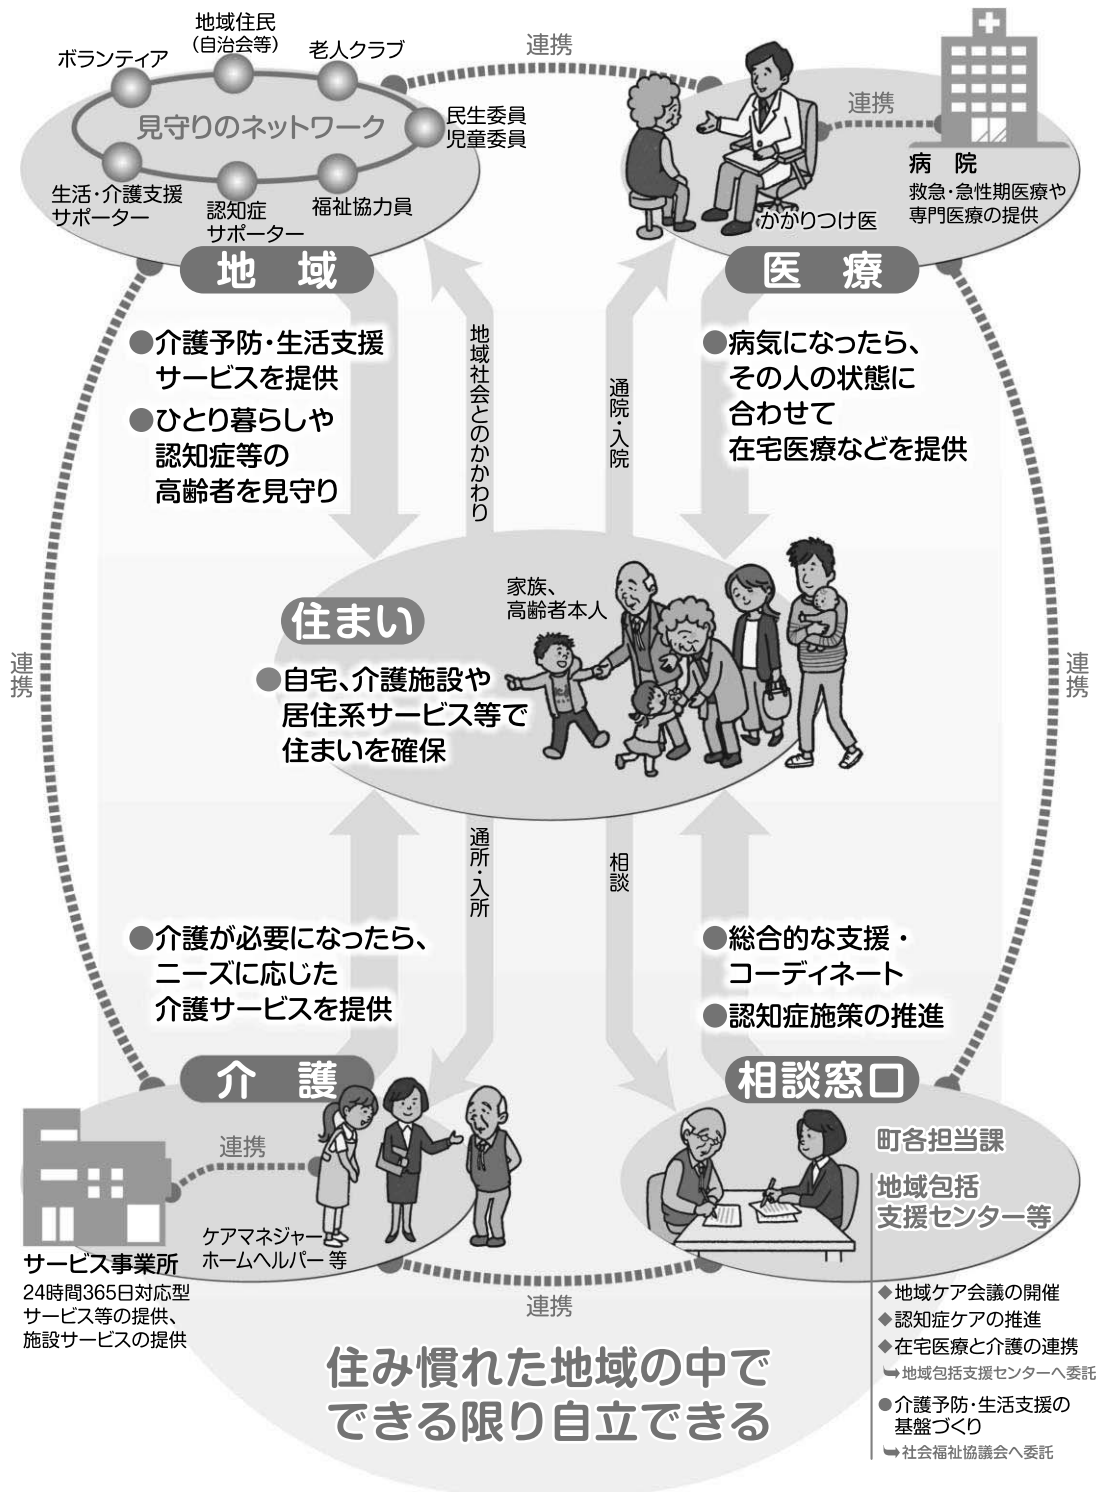 地域住民
(自治会等)
ボランティア
老人クラブ
見守りのネットワーク
民生委員
児童委員
生活・介護支援
サポーター
認知症
サポーター
福祉協力員
連携
連携
病 院
救急・急性期医療や
専門医療の提供
かかりつけ医
地 域
●介護予防・生活支援
サービスを提供
●ひとり暮らしや
認知症等の
高齢者を見守り
地域社会とのかかわり
通院・入院
医 療
●病気になったら、
その人の状態に
合わせて
在宅医療などを提供
連携
住まい
●自宅、介護施設や
居住系サービス等で
住まいを確保
家族、
高齢者本人
連携
通所・入所
相談
●介護が必要になったら、
ニーズに応じた
介護サービスを提供
介 護
連携
ケアマネジャー
ホームヘルパー 等
サービス事業所
24時間365日対応型
サービス等の提供、
施設サービスの提供
●総合的な支援・
コーディネート
●認知症施策の推進
相談窓口
町各担当課
地域包括
支援センター等
◆地域ケア会議の開催
◆認知症ケアの推進
◆在宅医療と介護の連携
➥地域包括支援センターへ委託
●介護予防・生活支援の
基盤づくり
➥社会福祉協議会へ委託
連携
住み慣れた地域の中で
できる限り自立できる